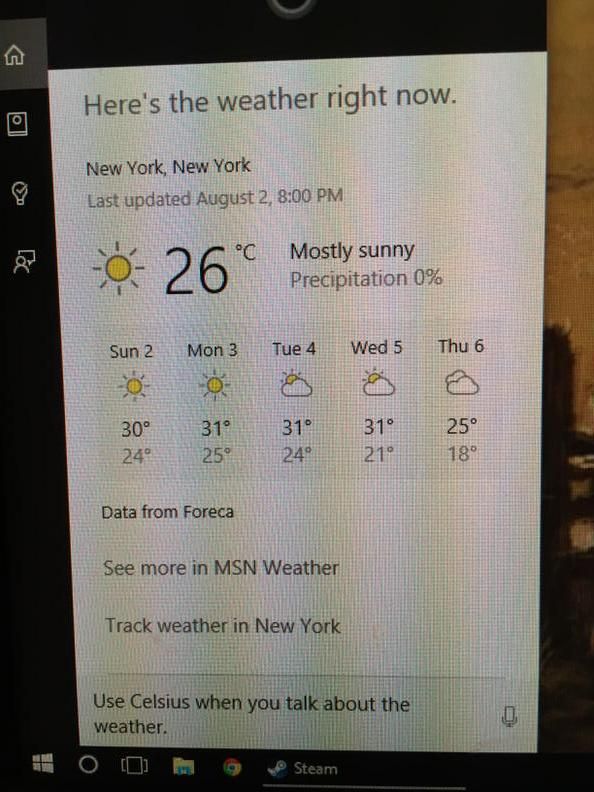 Here's the weather right now.
New York, New York
Last updated August 2, 8:00 PM
26 °C
Mostly sunny
Precipitation 0%
Sun 2 Mon 3 Tue 4 Wed 5 Thu 6
30° 31° 31° 31° 25°
24° 25° 24° 21° 18°
Data from Foreca
See more in MSN Weather
Track weather in New York
Use Celsius when you talk about the
weather.
Steam